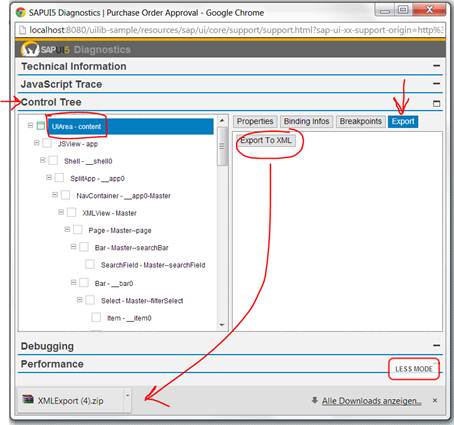 SAPUI5 Diagnostics | Purchase Order Approval - Google Chrome
localhost:8080/uilib-sample/resources/sap/ui/core/support/support.html?sap-ui-xx-support-origin=http%3
SAPUI5 Diagnostics
Technical Information
JavaScript Trace
Control Tree
UIArea - content
Properties Binding Infos Breakpoints Export
Export To XML
JSView - app
Shell - __shell0
SplitApp - __app0
NavContainer - __app0-Master
XMLView - Master
Page - Master--page
Bar - Master--searchBar
SearchField - Master--searchField
Bar - __bar0
Select - Master--filterSelect
Item - __item0
Debugging
Performance
LESS MODE
XMLExport (4).zip
Alle Downloads anzeigen...